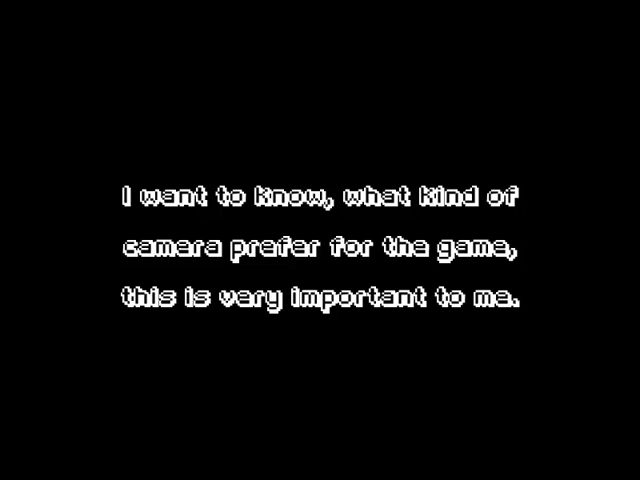 I want to know, what kind of
camera prefer for the game,
this is very important to me.